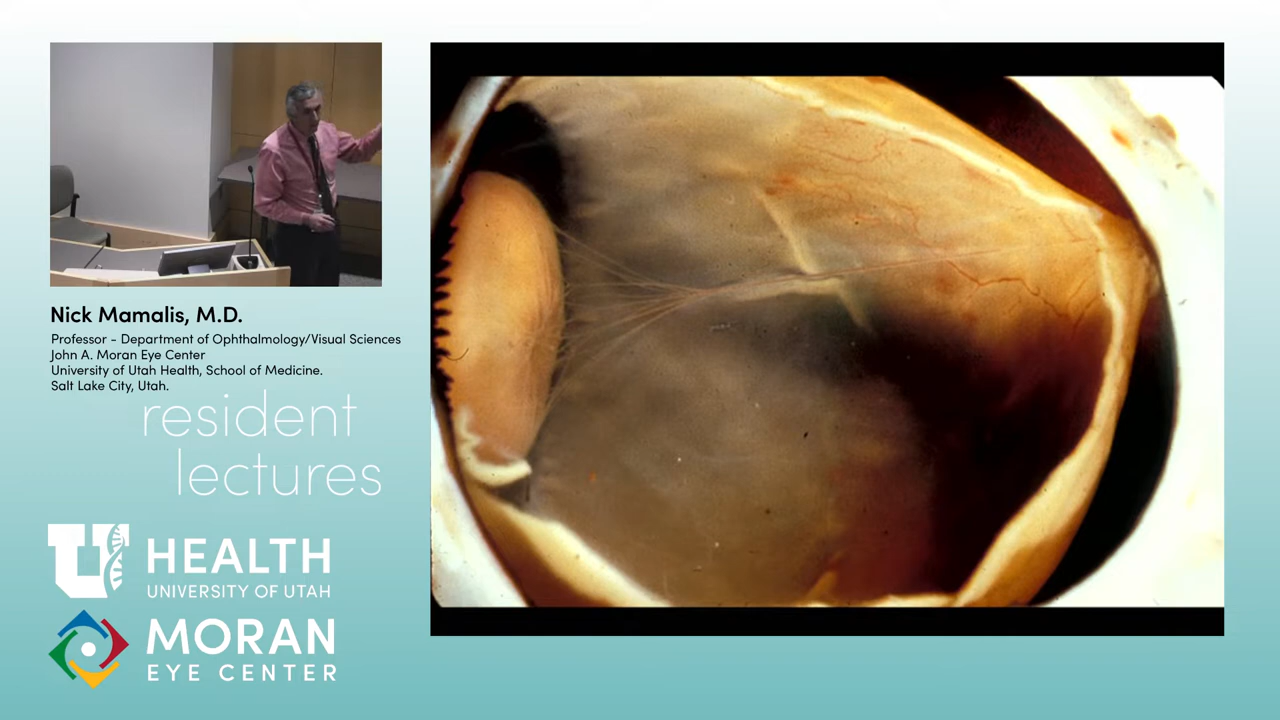 Nick Mamalis, M.D.
Professor - Department of Ophthalmology/Visual Sciences
John A. Moran Eye Center
University of Utah Health, School of Medicine.
Salt Lake City, Utah.
resident
lectures
U HEALTH
UNIVERSITY OF UTAH
MORAN
EYE CENTER